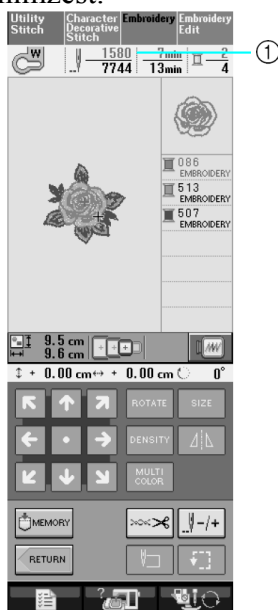 Utility Stitch
Character Decorative Stitch
Embroidery
Embroidery Edit
W
1580
7744
7min
13min
2
4
1
086
EMBROIDERY
513
EMBROIDERY
507
EMBROIDERY
9.5 cm
9.6 cm
+ 0.00 cm + 0.00 cm 0°
ROTATE
SIZE
DENSITY
MULTI COLOR
MEMORY
-/+
RETURN
?